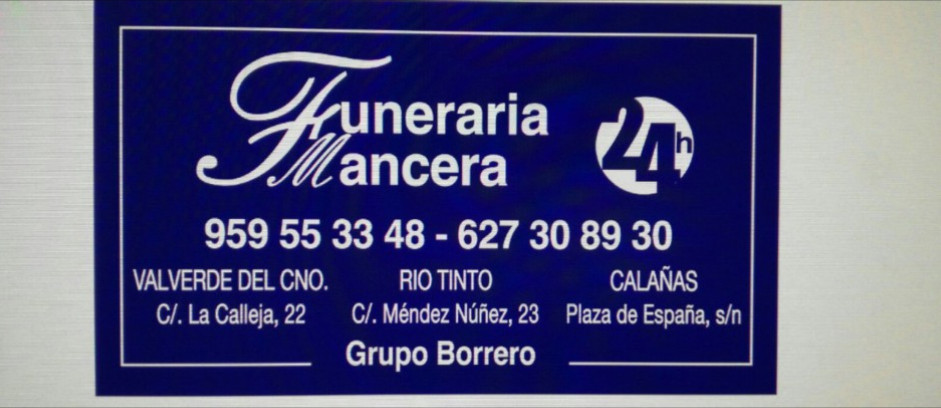 Funeraria
Mancera
24h
959 55 33 48 - 627 30 89 30
VALVERDE DEL CNO. RIO TINTO CALAÑAS
C/. La Calleja, 22 C/. Méndez Núñez, 23 Plaza de España, s/n
Grupo Borrero